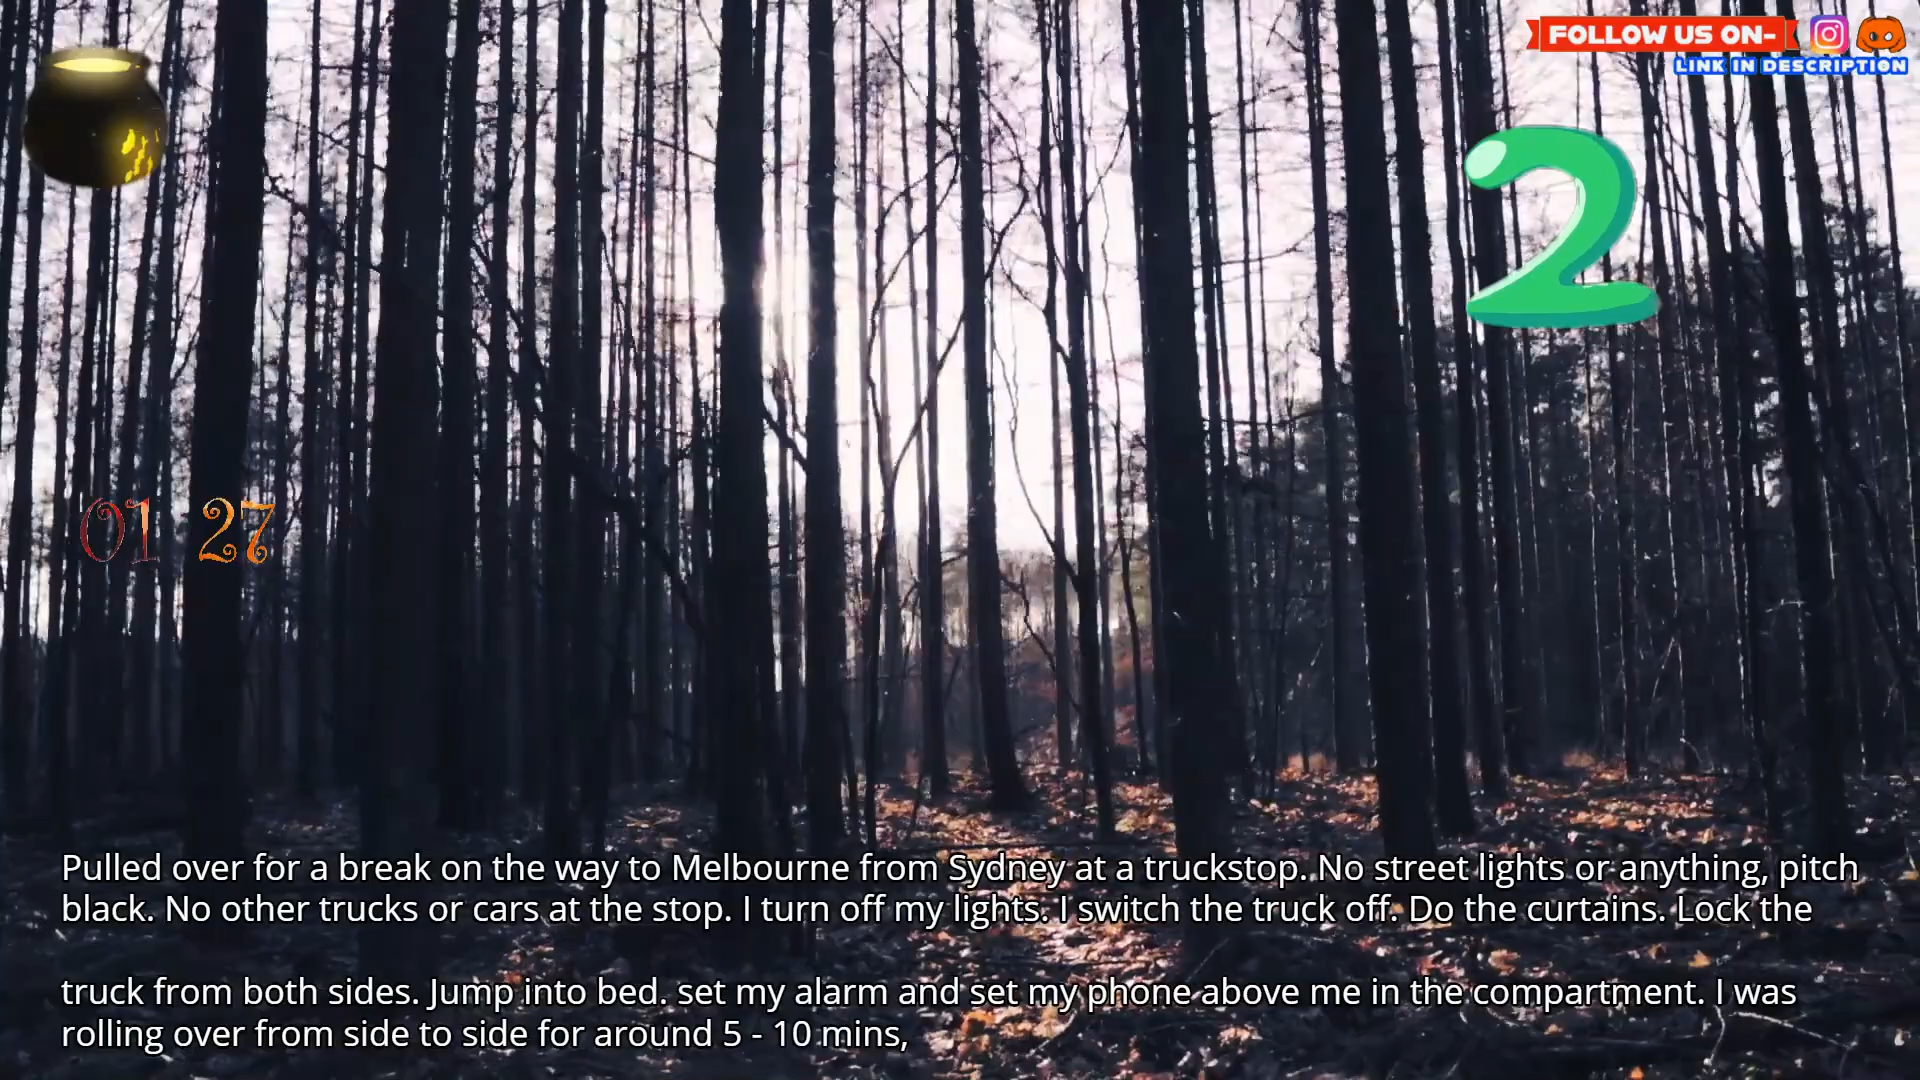 FOLLOW US ON-
LINK IN DESCRIPTION
2
01 27
Pulled over for a break on the way to Melbourne from Sydney at a truckstop. No street lights or anything, pitch
black. No other trucks or cars at the stop. I turn off my lights. I switch the truck off. Do the curtains. Lock the
truck from both sides. Jump into bed. set my alarm and set my phone above me in the compartment. I was
rolling over from side to side for around 5 - 10 mins,